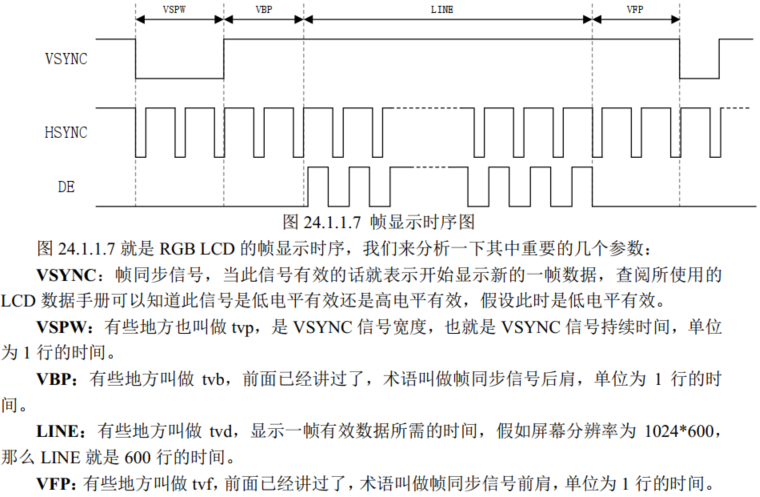 VSPW VBP LINE VFP
VSYNC
HSYNC
DE
图 24.1.1.7 帧显示时序图
图 24.1.1.7 就是 RGB LCD 的帧显示时序，我们来分析一下其中重要的几个参数：
VSYNC：帧同步信号，当此信号有效的话就表示开始显示新的一帧数据，查阅所使用的
LCD 数据手册可以知道此信号是低电平有效还是高电平有效，假设此时是低电平有效。
VSPW：有些地方也叫做 tvp，是 VSYNC 信号宽度，也就是 VSYNC 信号持续时间，单位
为 1 行的时间。
VBP：有些地方叫做 tvb，前面已经讲过了，术语叫做帧同步信号后肩，单位为 1 行的时
间。
LINE：有些地方叫做 tvd，显示一帧有效数据所需的时间，假如屏幕分辨率为 1024*600，
那么 LINE 就是 600 行的时间。
VFP：有些地方叫做 tvf，前面已经讲过了，术语叫做帧同步信号前肩，单位为 1 行的时间。